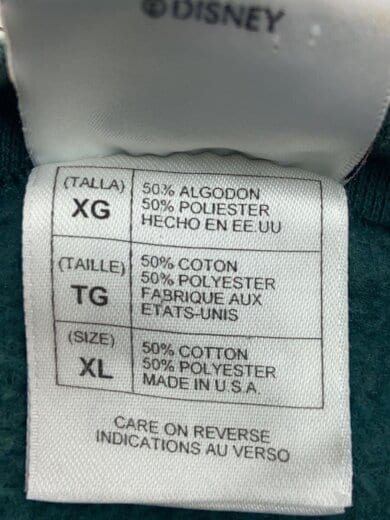 ©DISNEY
(TALLA)
XG
50% ALGODON
50% POLIESTER
HECHO EN EE.UU
(TAILLE)
TG
50% COTON
50% POLYESTER
FABRIQUE AUX
ETATS-UNIS
(SIZE)
XL
50% COTTON
50% POLYESTER
MADE IN U.S.A.
CARE ON REVERSE
INDICATIONS AU VERSO